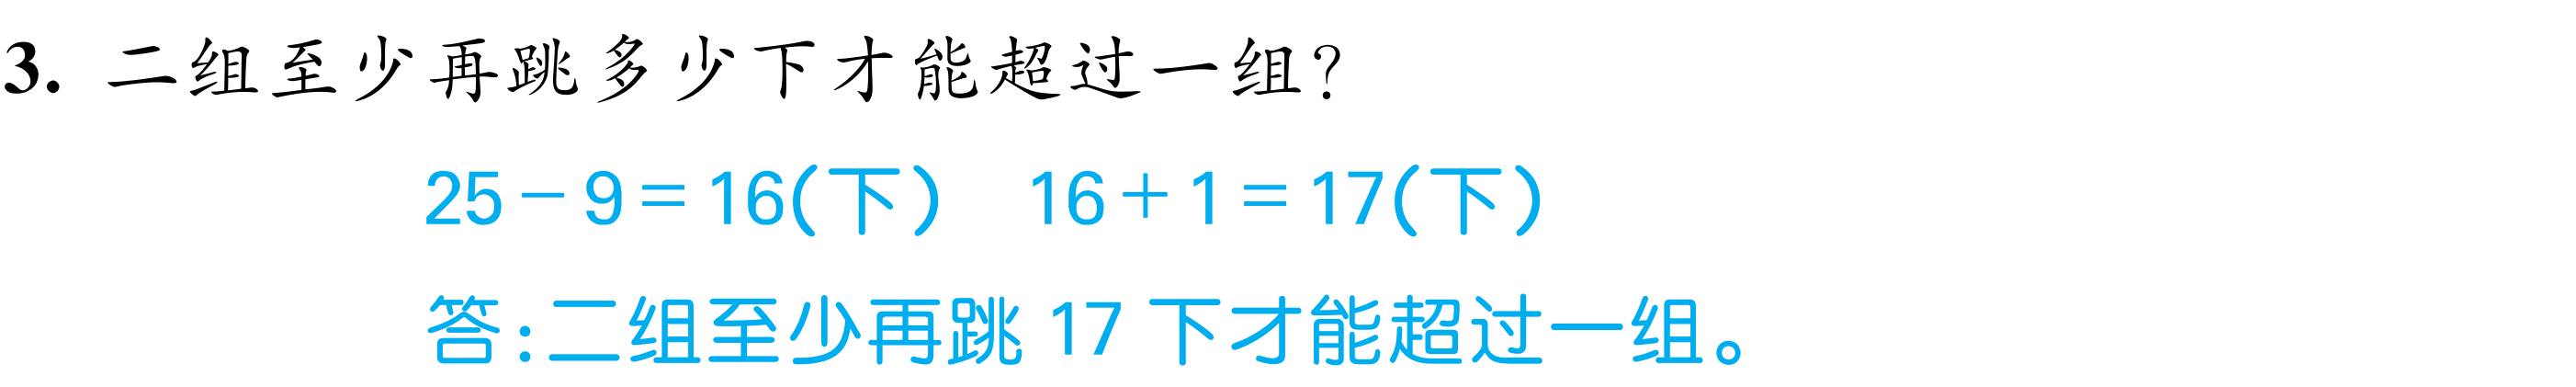 3. 二组至少再跳多少下才能超过一组?
25-9=16(下) 16+1=17(下)
答:二组至少再跳 17 下才能超过一组。